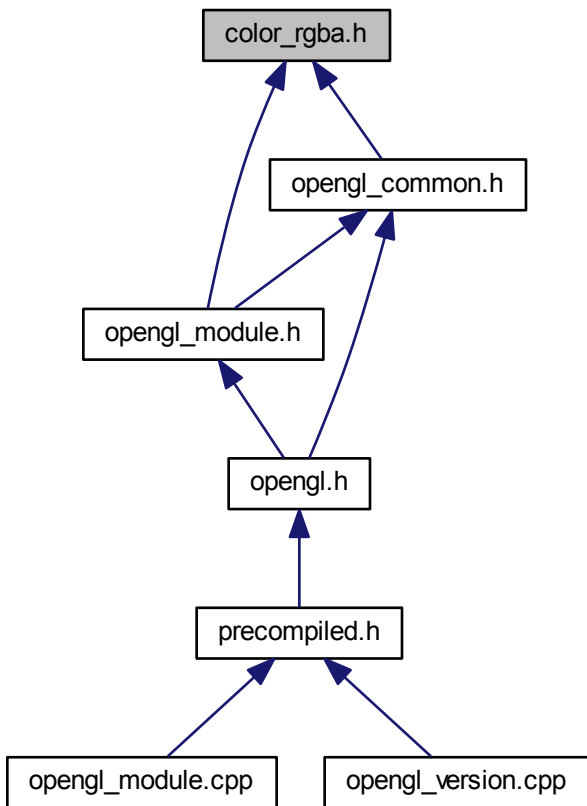 color_rgba.h
opengl_common.h
opengl_module.h
opengl.h
precompiled.h
opengl_module.cpp
opengl_version.cpp